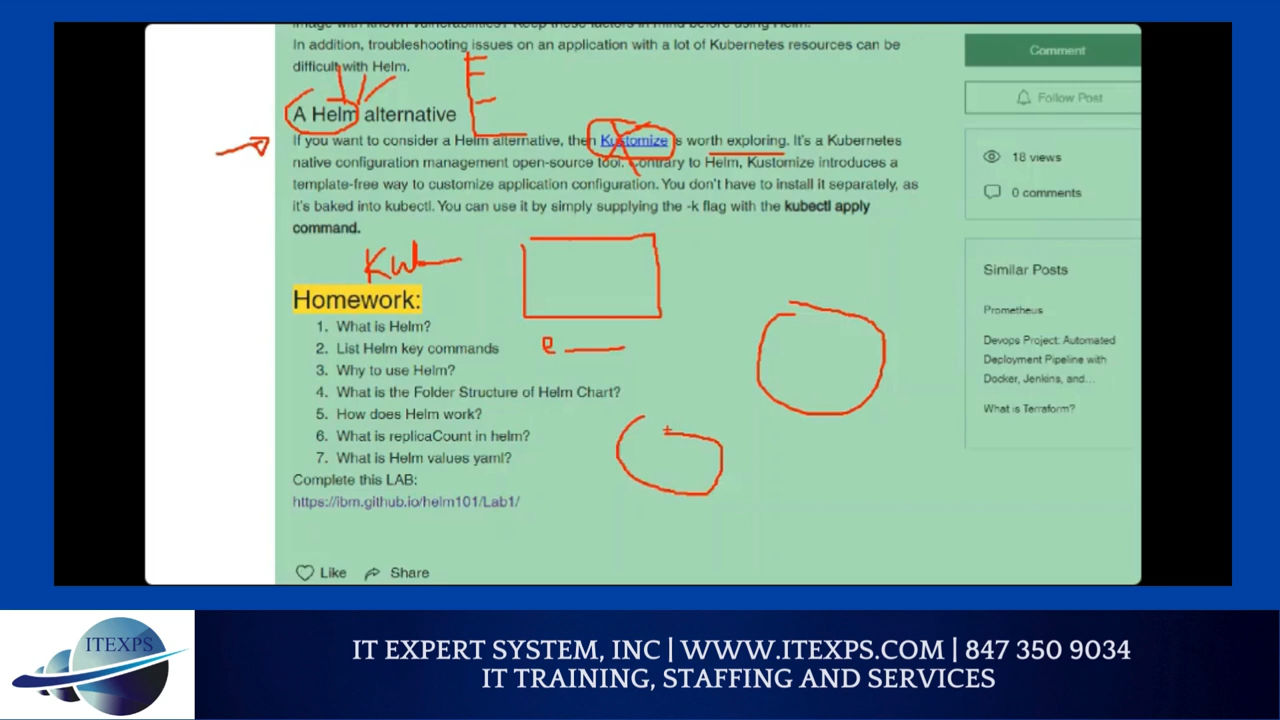 In addition, troubleshooting issues on an application with a lot of Kubernetes resources can be
difficult with Helm.
A Helm alternative
If you want to consider a Helm alternative, then Kustomize is worth exploring. It's a Kubernetes
native configuration management open-source tool. Contrary to Helm, Kustomize introduces a
template-free way to customize application configuration. You don't have to install it separately, as
it's baked into kubectl. You can use it by simply supplying the -k flag with the kubectl apply
command.
Homework:
1. What is Helm?
2. List Helm key commands
3. Why to use Helm?
4. What is the Folder Structure of Helm Chart?
5. How does Helm work?
6. What is replicaCount in helm?
7. What is Helm values yaml?
Complete this LAB:
https://ibm.github.io/helm101/Lab1/
Like Share
Comment
Follow Post
18 views
0 comments
Similar Posts
Prometheus
Devops Project: Automated
Deployment Pipeline with
Docker, Jenkins, and...
What is Terraform?
E
e
ITEXPS
IT EXPERT SYSTEM, INC | WWW.ITEXPS.COM | 847 350 9034
IT TRAINING, STAFFING AND SERVICES